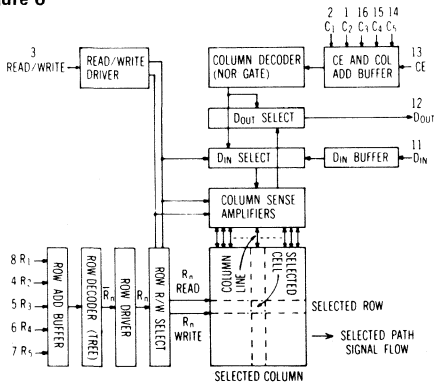 Figure 6
2 1 16 15 14
C1 C2 C3 C4 C5
3
READ/WRITE
READ/WRITE
DRIVER
COLUMN DECODER
(NOR GATE)
CE AND COL
ADD BUFFER
13
CE
DOUT SELECT
12
DOUT
DIN SELECT
DIN BUFFER
11
DIN
COLUMN SENSE
AMPLIFIERS
8 R1
4 R2
5 R3
6 R4
7 R5
ROW ADD BUFFER
ROW DECODER (TREE)
R̅n
ROW DRIVER
Rn
ROW R/W SELECT
Rn
READ
Rn
WRITE
COLUMN
LINE
SELECTED
CELL
SELECTED ROW
SELECTED PATH
SIGNAL FLOW
SELECTED COLUMN